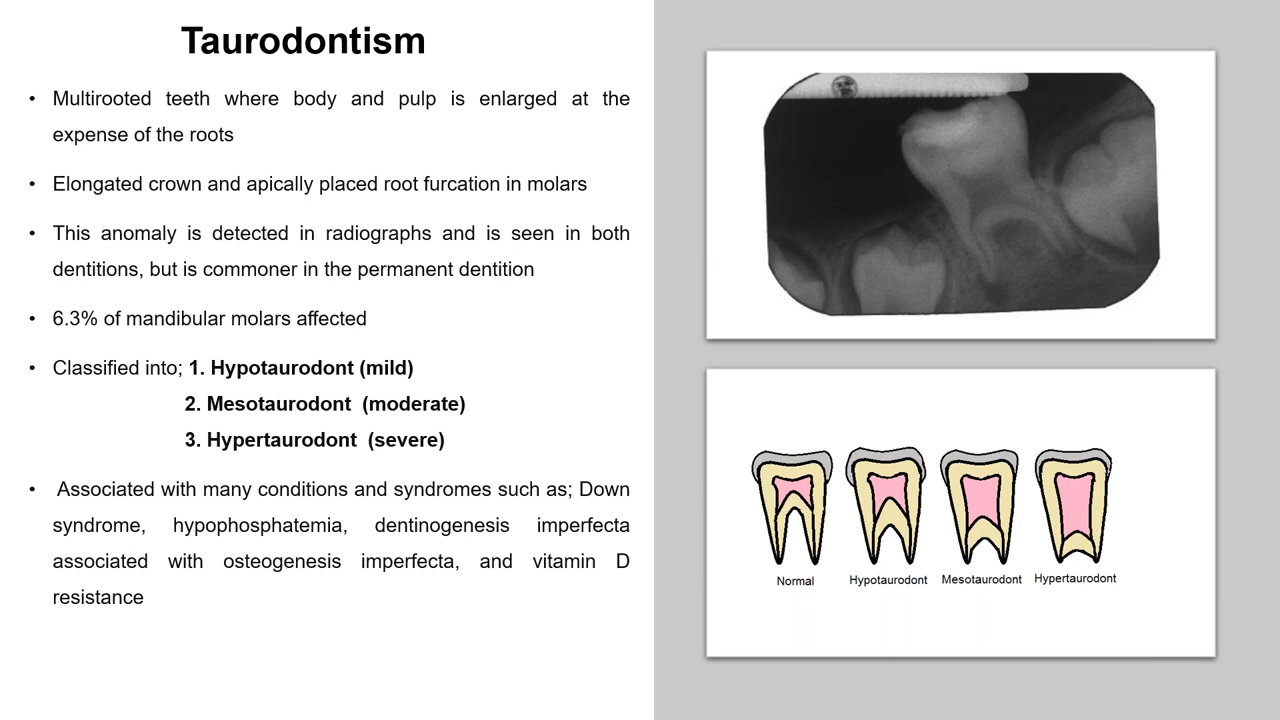 Taurodontism
• Multirooted teeth where body and pulp is enlarged at the
expense of the roots
• Elongated crown and apically placed root furcation in molars
• This anomaly is detected in radiographs and is seen in both
dentitions, but is commoner in the permanent dentition
• 6.3% of mandibular molars affected
• Classified into; 1. Hypotaurodont (mild)
2. Mesotaurodont (moderate)
3. Hypertaurodont (severe)
• Associated with many conditions and syndromes such as; Down
syndrome, hypophosphatemia, dentinogenesis imperfecta
associated with osteogenesis imperfecta, and vitamin D
resistance
Normal Hypotaurodont Mesotaurodont Hypertaurodont